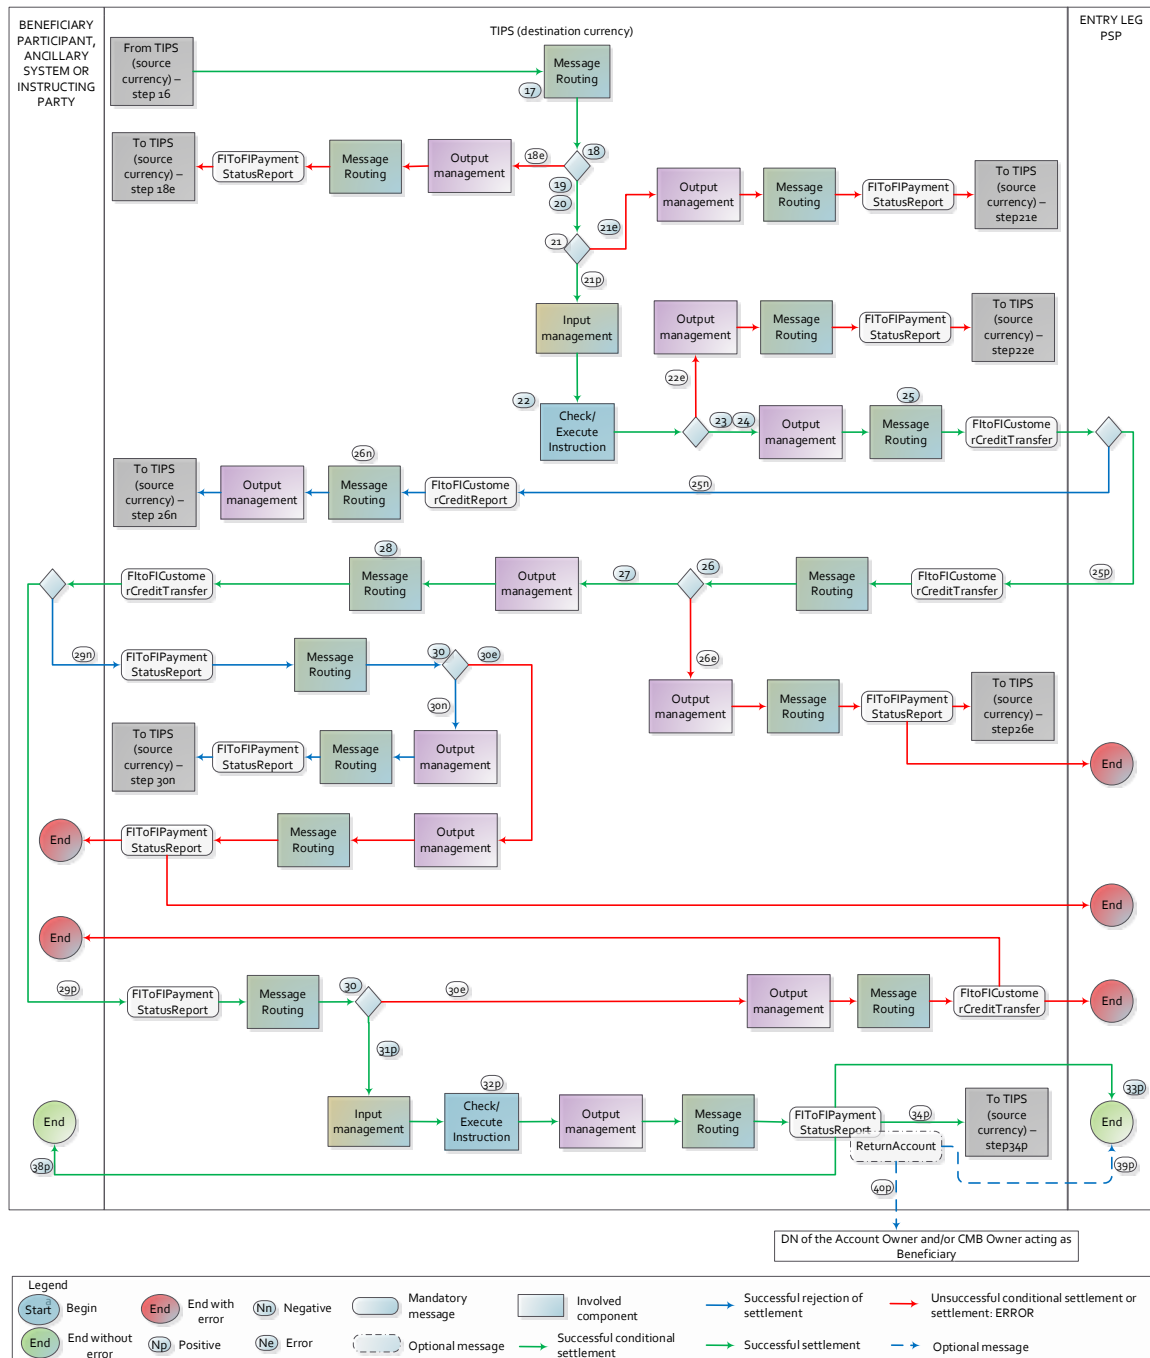 BENEFICIARY
PARTICIPANT,
ANCILLARY
SYSTEM OR
INSTRUCTING
PARTY
TIPS (destination currency)
ENTRY LEG
PSP
From TIPS
(source
currency) –
step 16
Message
Routing
17
To TIPS
(source
currency) –
step 18e
FIToFIPayment
StatusReport
Message
Routing
Output
management
18e
18
19
20
Output
management
Message
Routing
FIToFIPayment
StatusReport
To TIPS
(source
currency) –
step21e
21
21e
21p
Input
management
Output
management
Message
Routing
FIToFIPayment
StatusReport
To TIPS
(source
currency) –
step22e
22e
22
Check/
Execute
Instruction
23
24
Output
management
25
Message
Routing
FItoFICustome
rCreditTransfer
To TIPS
(source
currency) –
step 26n
Output
management
26n
Message
Routing
FItoFICustome
rCreditReport
25n
28
FItoFICustome
rCreditTransfer
Message
Routing
Output
management
27
26
Message
Routing
FItoFICustome
rCreditTransfer
25p
29n
FIToFIPayment
StatusReport
Message
Routing
30
30e
26e
30n
Output
management
Message
Routing
FIToFIPayment
StatusReport
To TIPS
(source
currency) –
step26e
To TIPS
(source
currency) –
step 30n
FIToFIPayment
StatusReport
Message
Routing
Output
management
End
End
FIToFIPayment
StatusReport
Message
Routing
Output
management
End
End
29p
FIToFIPayment
StatusReport
Message
Routing
30
30e
Output
management
Message
Routing
FItoFICustome
rCreditTransfer
End
31p
32p
33p
End
Input
management
Check/
Execute
Instruction
Output
management
Message
Routing
FIToFIPayment
StatusReport
34p
To TIPS
(source
currency) –
step34p
End
ReturnAccount
38p
40p
39p
DN of the Account Owner and/or CMB Owner acting as
Beneficiary
Legend
Start
a
Begin
End
End with
error
Nn
Negative
Mandatory
message
Involved
component
Successful rejection of
settlement
Unsuccessful conditional settlement or
settlement: ERROR
End
End without
error
Np
Positive
Ne
Error
Optional message
Successful conditional
settlement
Successful settlement
Optional message